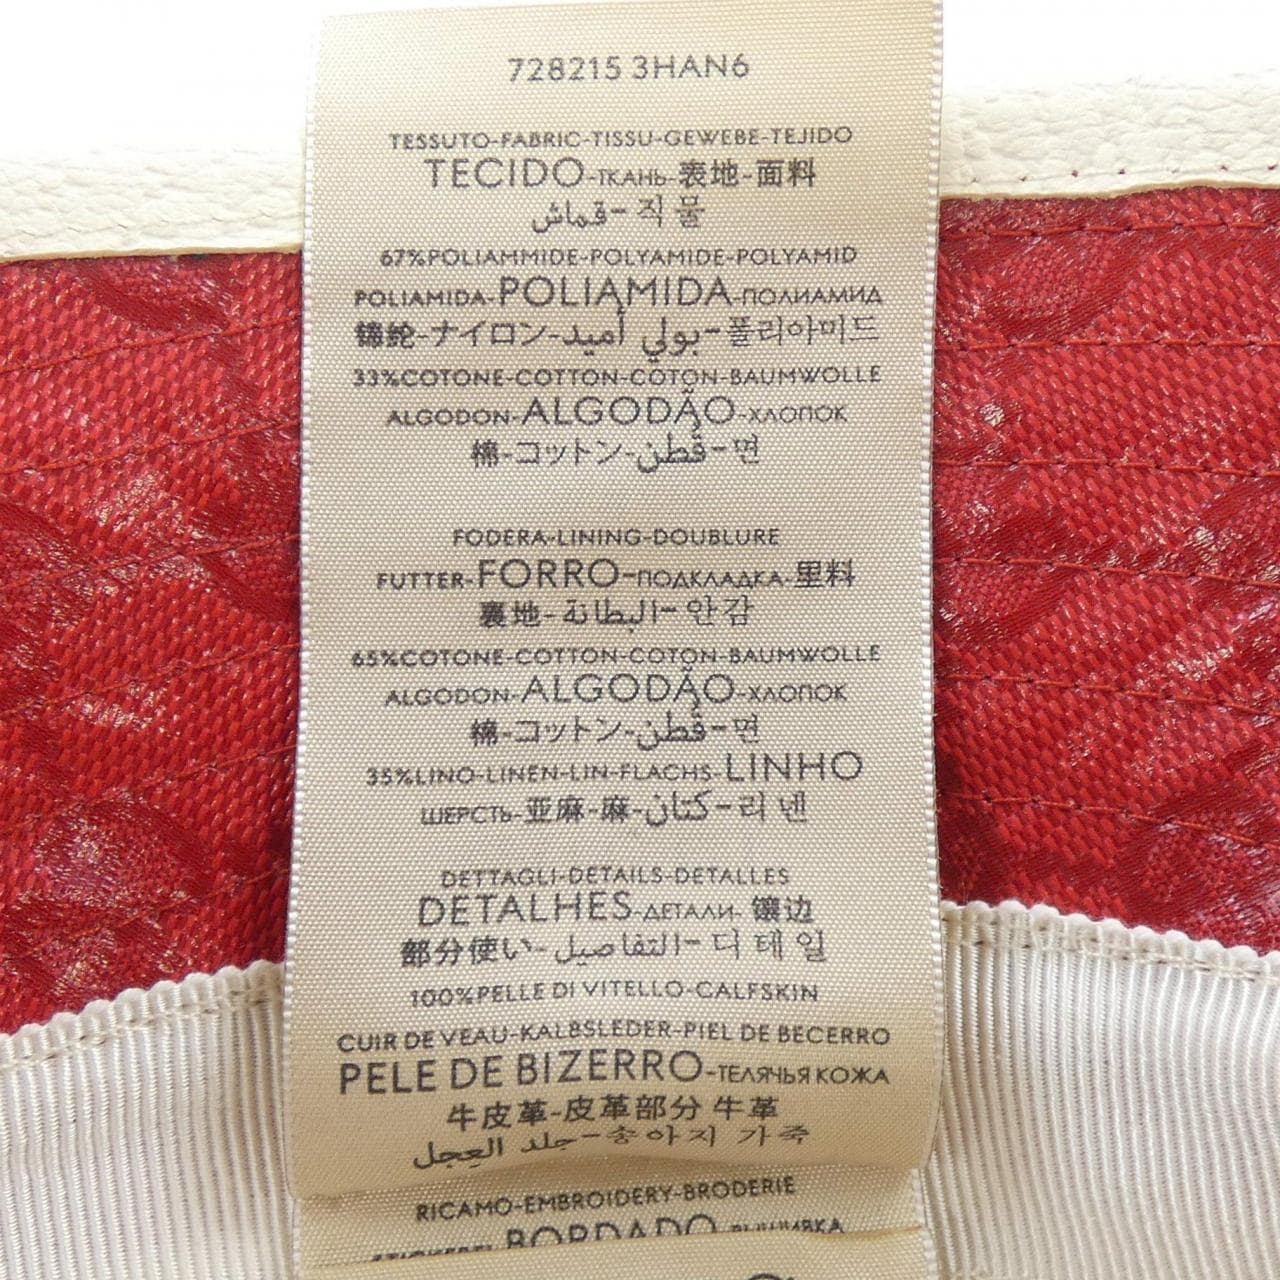 728215 3HAN6
TESSUTO-FABRIC-TISSU-GEWEBE-TEJIDO
TECIDO-ТКАНЬ-表地-面料
قماش-직물
67%POLIAMMIDE-POLYAMIDE-POLYAMID
POLIAMIDA-POLIAMIDA-ПОЛИАМИД
锦纶-ナイロン-بولي أميد-폴리아미드
33%COTONE-COTTON-COTON-BAUMWOLLE
ALGODON-ALGODÃO-ХЛОПОК
棉-コットン-قطن-면
FODERA-LINING-DOUBLURE
FUTTER-FORRO-ПОДКЛАДКА-里料
裏地-البطانة-안감
65%COTONE-COTTON-COTON-BAUMWOLLE
ALGODON-ALGODÃO-ХЛОПОК
棉-コットン-قطن-면
35%LINO-LINEN-LIN-FLACHS-LINHO
ШЕРСТЬ-亚麻-麻-كتان-리넨
DETTAGLI-DETAILS-DETALLES
DETALHES-ДЕТАЛИ-镶边
部分使い-التفاصيل-디테일
100%PELLE DI VITELLO-CALFSKIN
CUIR DE VEAU-KALBSLEDER-PIEL DE BECERRO
PELE DE BIZERRO-ТЕЛЯЧЬЯ КОЖА
牛皮革-皮革部分 牛革
جلد العجل-송아지 가죽
RICAMO-EMBROIDERY-BRODERIE
BORDADO